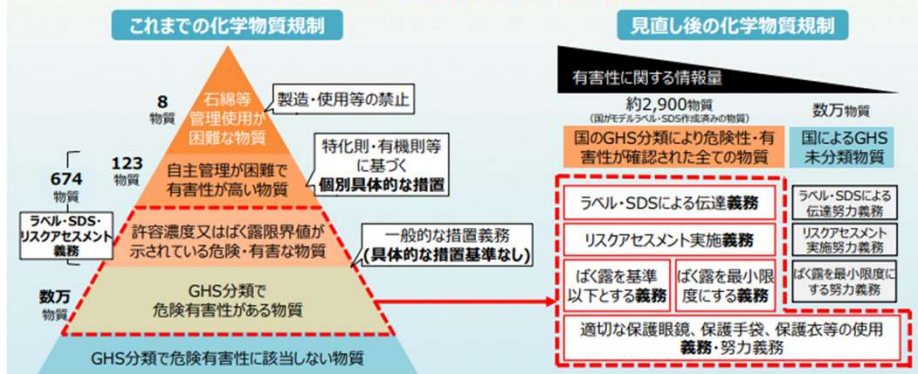 これまでの化学物質規制
8
物質
石綿等
管理使用が
困難な物質
製造・使用等の禁止
123
物質
自主管理が困難で
有害性が高い物質
特化則・有機則等
に基づく
個別具体的な措置
674
物質
ラベル・SDS・
リスクアセスメント
義務
許容濃度又はばく露限界値が
示されている危険・有害な物質
一般的な措置義務
(具体的な措置基準なし)
数万
物質
GHS分類で
危険有害性がある物質
GHS分類で危険有害性に該当しない物質
見直し後の化学物質規制
有害性に関する情報量
約2,900物質
(国がモデルラベル・SDS作成済みの物質)
数万物質
国のGHS分類により危険性・有
害性が確認された全ての物質
国によるGHS
未分類物質
ラベル・SDSによる伝達義務
ラベル・SDSによる
伝達努力義務
リスクアセスメント実施義務
リスクアセスメント
実施努力義務
ばく露を基準
以下とする義務
ばく露を最小限
度にする義務
ばく露を最小限度に
する努力義務
適切な保護眼鏡、保護手袋、保護衣等の使用
義務・努力義務